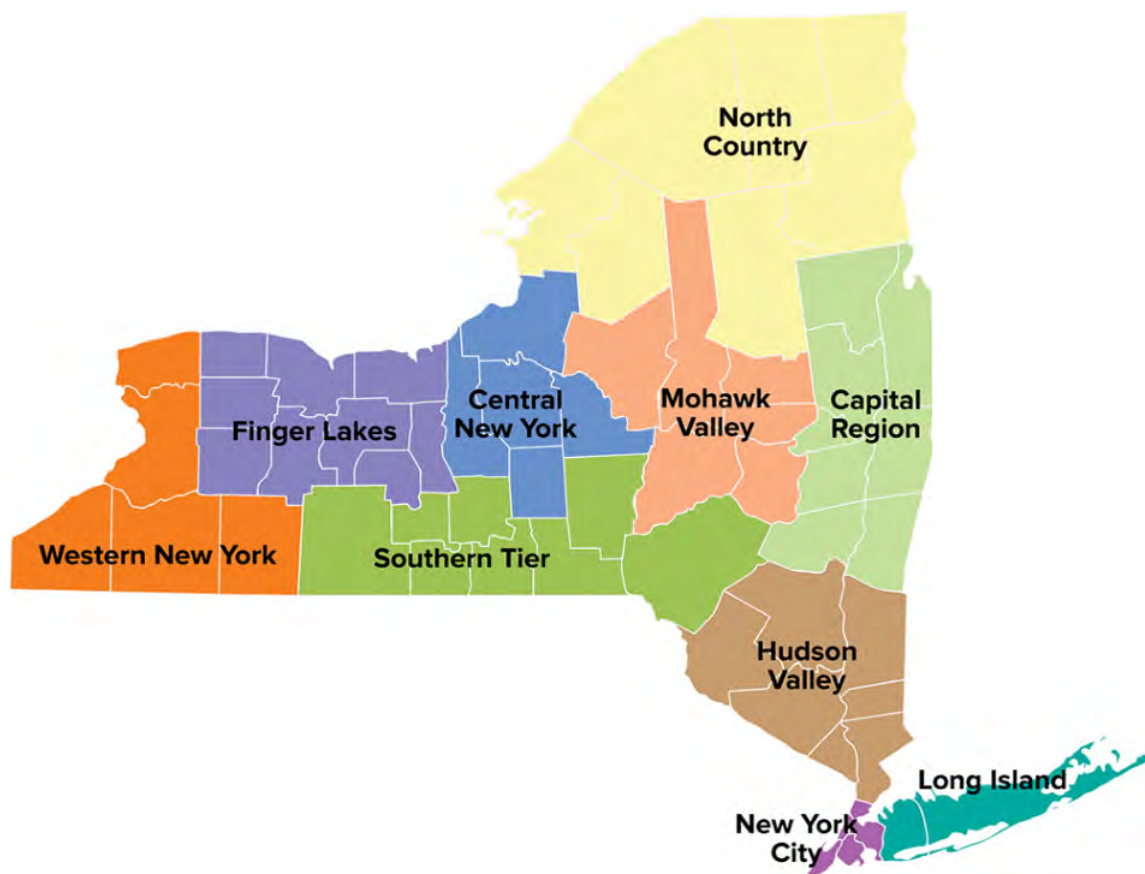 North
Country
Central
New York
Mohawk
Valley
Capital
Region
Finger Lakes
Western New York
Southern Tier
Hudson
Valley
Long Island
New York
City